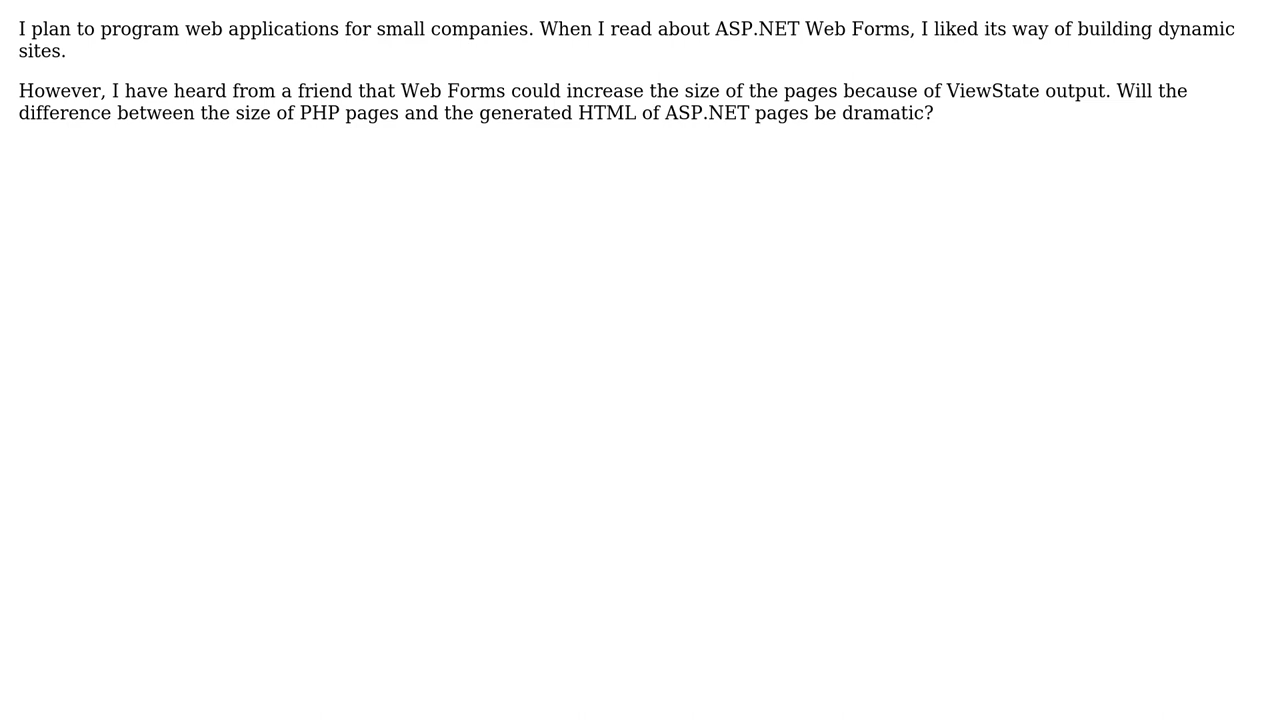 I plan to program web applications for small companies. When I read about ASP.NET Web Forms, I liked its way of building dynamic
sites.
However, I have heard from a friend that Web Forms could increase the size of the pages because of ViewState output. Will the
difference between the size of PHP pages and the generated HTML of ASP.NET pages be dramatic?